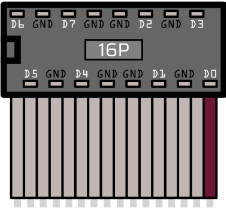 D6 GND D7 GND GND D2 GND D3
16P
D5 GND D4 GND GND D1 GND D0